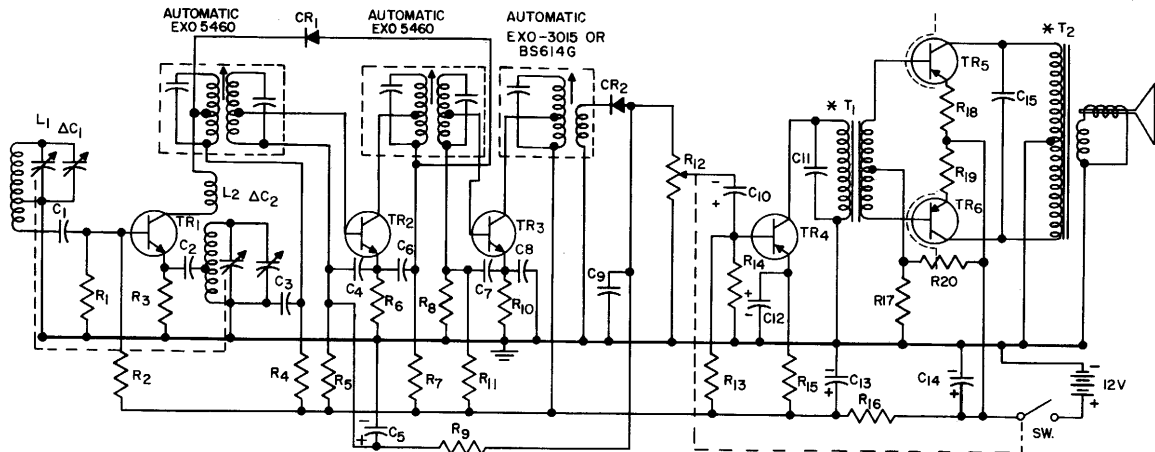 AUTOMATIC
EXO 5460
CR1
AUTOMATIC
EXO 5460
AUTOMATIC
EXO-3015 OR
BS614G
CR2
* T2
TR5
R18
C15
* T1
L1 ΔC1
R12
C11
R19
C10
L2 ΔC2
C1
TR1
TR2
TR3
TR4
TR6
C2
C6
C8
R14
R20
C3
C4
C7
C9
R1
R3
R6
R8
R10
C12
R17
R2
R4
R5
R7
R11
R13
R15
C13
C14
12V
R16
C5
R9
SW.